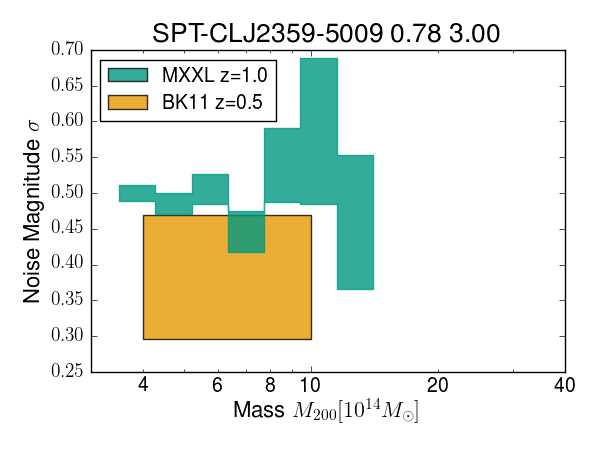 SPT-CLJ2359-5009 0.78 3.00
0.70
0.65
0.60
0.55
0.50
0.45
0.40
0.35
0.30
0.25
Noise Magnitude σ
MXXL z=1.0
BK11 z=0.5
4 6 8 10 20 40
Mass M₂₀₀[10¹⁴M☉]